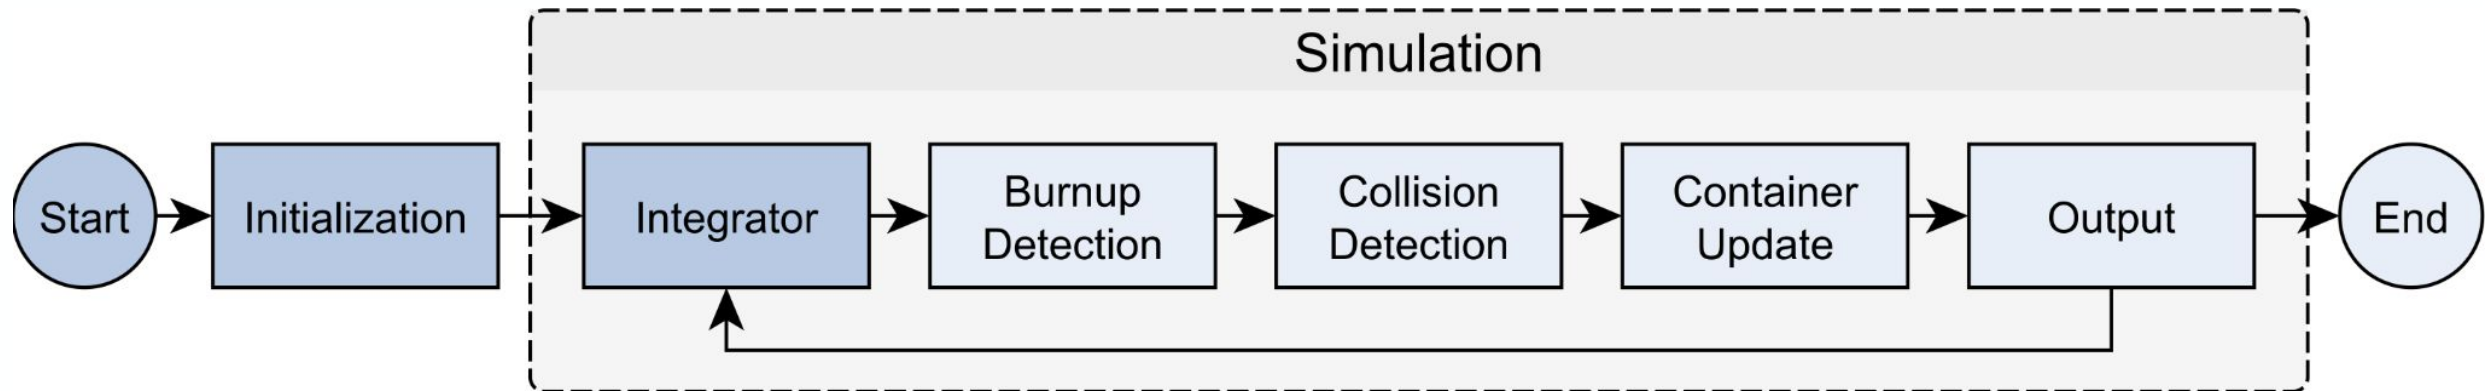 Simulation
Start
Initialization
Integrator
Burnup
Detection
Collision
Detection
Container
Update
Output
End